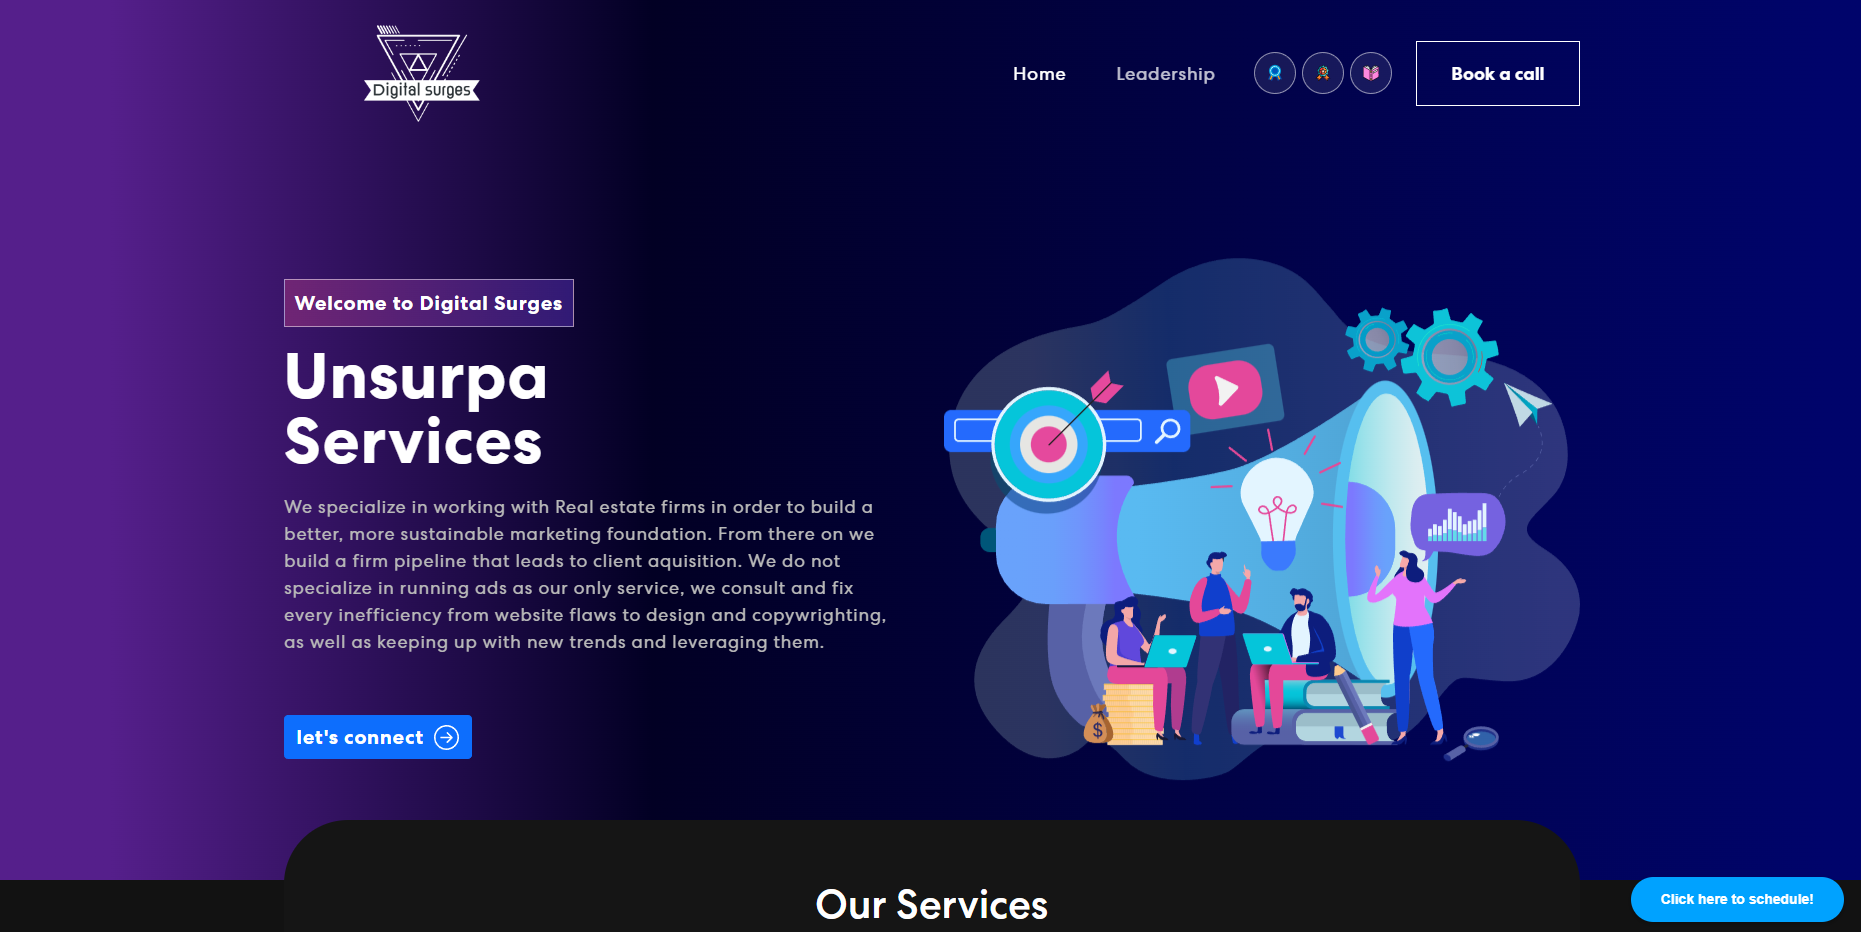 Digital surges
Home
Leadership
Book a call
Welcome to Digital Surges
Unsurpa
Services
We specialize in working with Real estate firms in order to build a
better, more sustainable marketing foundation. From there on we
build a firm pipeline that leads to client aquisition. We do not
specialize in running ads as our only service, we consult and fix
every inefficiency from website flaws to design and copywrighting,
as well as keeping up with new trends and leveraging them.
let's connect
$
Our Services
Click here to schedule!